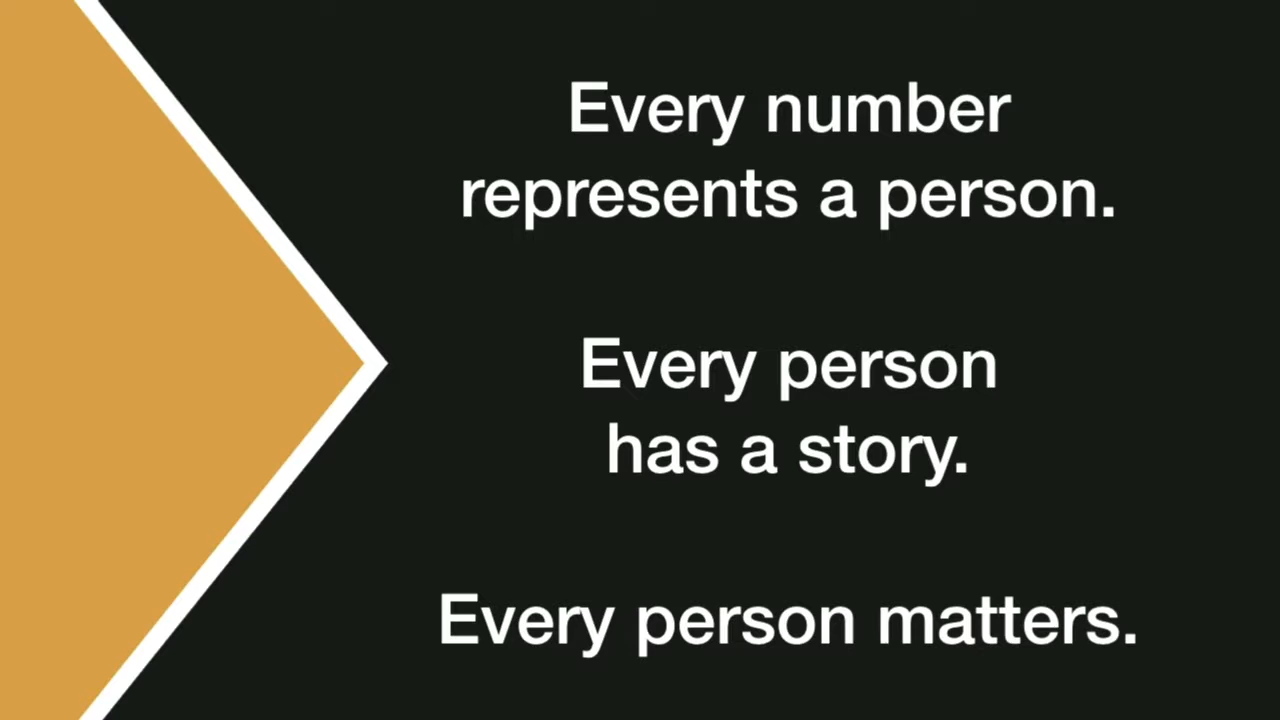 Every number
represents a person.
Every person
has a story.
Every person matters.